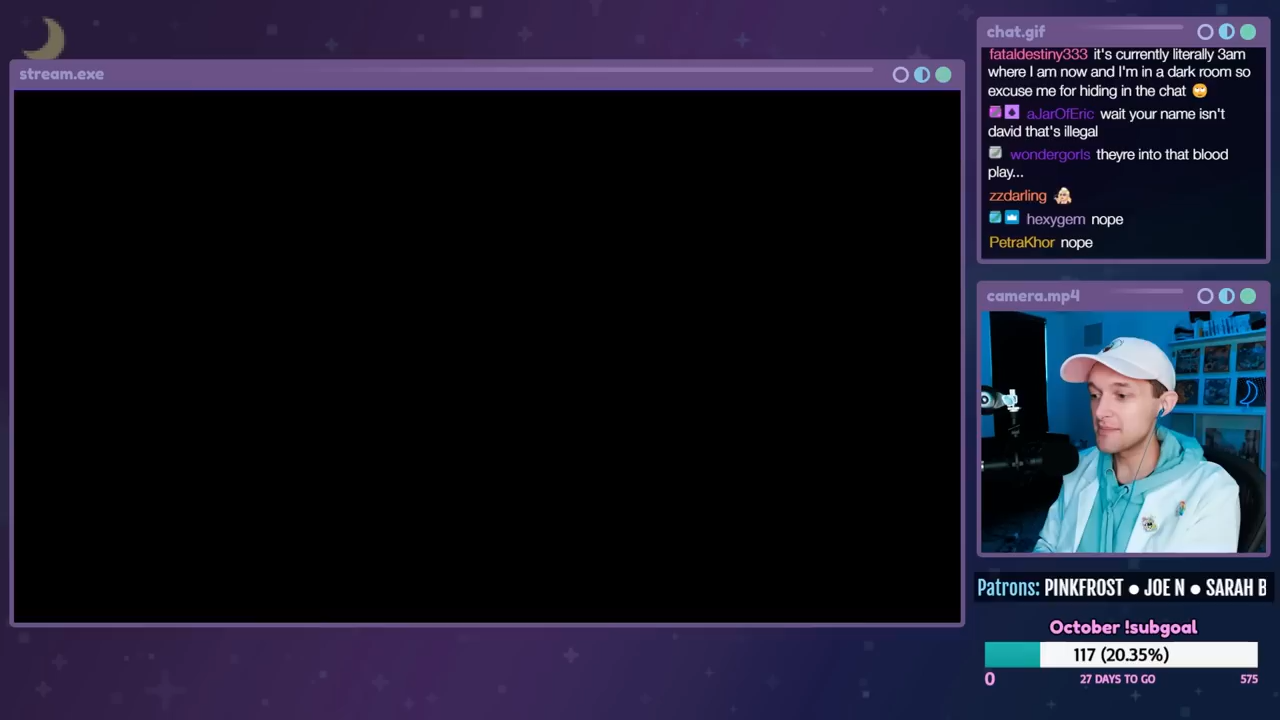 stream.exe
chat.gif
fataldestiny333 it's currently literally 3am
where I am now and I'm in a dark room so
excuse me for hiding in the chat
aJarOfEric wait your name isn't
david that's illegal
wondergorls theyre into that blood
play...
zzdarling
hexygem nope
PetraKhor nope
camera.mp4
Patrons: PINKFROST ● JOE N ● SARAH B
October !subgoal
117 (20.35%)
0 27 DAYS TO GO 575